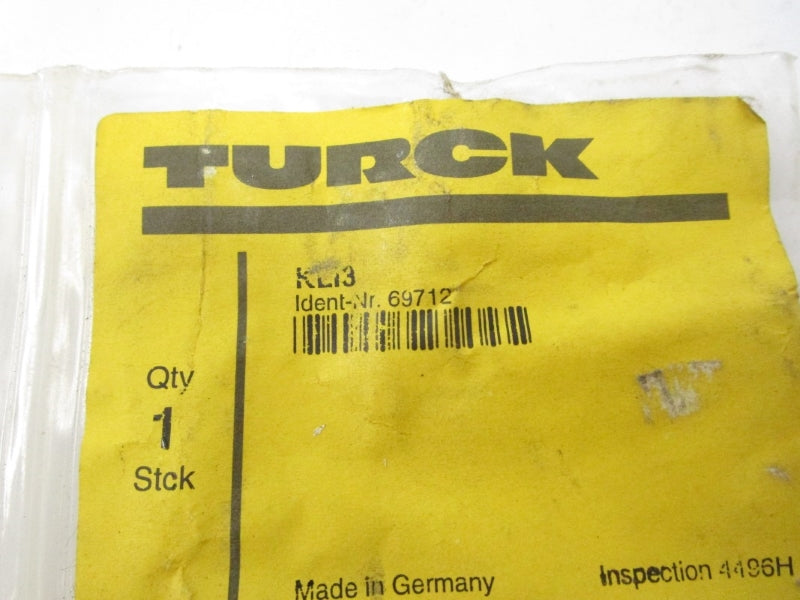 TURCK
KLI3
Ident-Nr. 69712
Qty
1
Stck
Made in Germany
Inspection 4496H